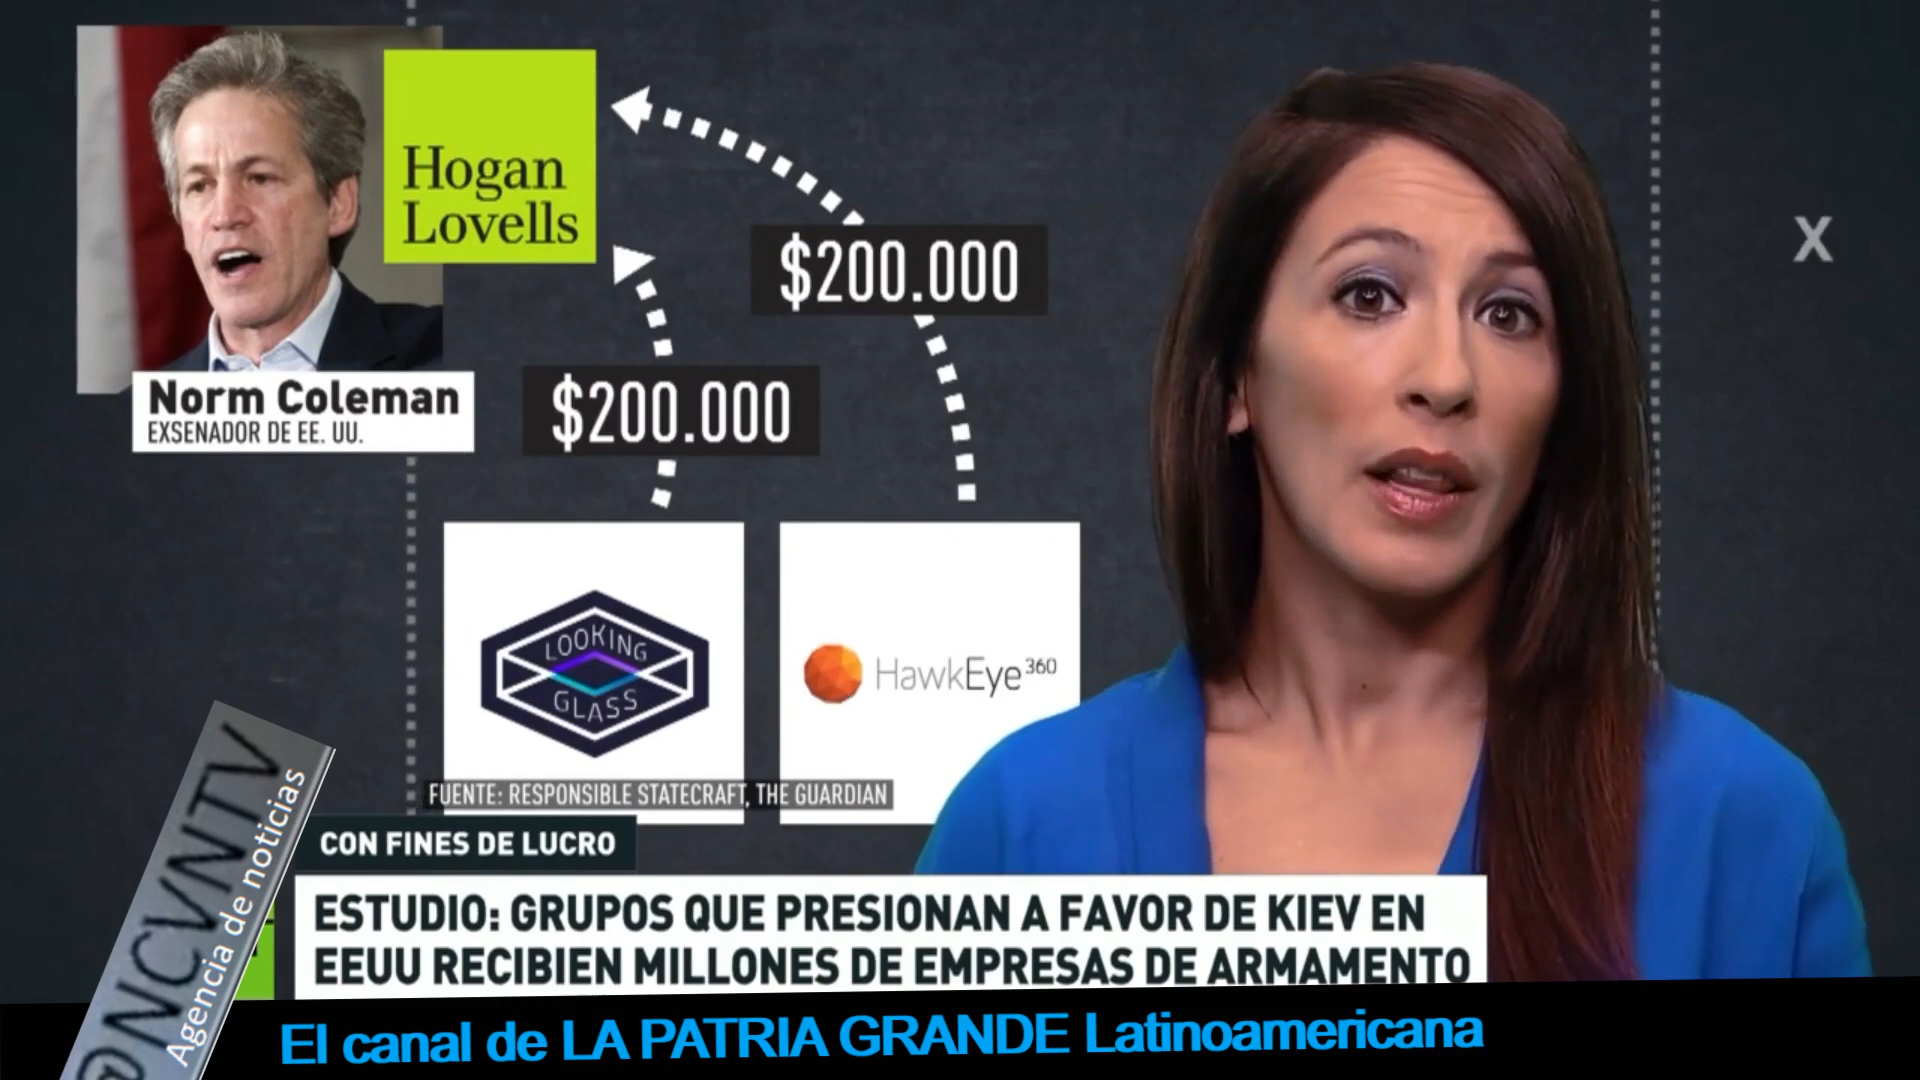 Hogan
Lovells
$200.000
X
Norm Coleman
EXSENADOR DE EE. UU.
$200.000
LOOKING
GLASS
HawkEye360
FUENTE: RESPONSIBLE STATECRAFT, THE GUARDIAN
CON FINES DE LUCRO
ESTUDIO: GRUPOS QUE PRESIONAN A FAVOR DE KIEV EN
EEUU RECIBIEN MILLONES DE EMPRESAS DE ARMAMENTO
@NCVNTV
Agencia de noticias
El canal de LA PATRIA GRANDE Latinoamericana